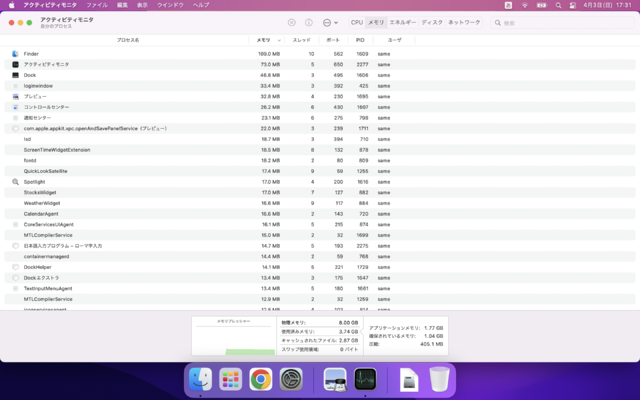 アクティビティモニタ ファイル 編集 表示 ウインドウ ヘルプ あ 4月3日(日) 17:31
アクティビティモニタ
自分のプロセス
CPU メモリ エネルギー ディスク ネットワーク 検索
プロセス名 メモリ スレッド ポート PID ユーザ
Finder 169.0 MB 10 562 1609 same
アクティビティモニタ 73.0 MB 5 650 2277 same
Dock 46.8 MB 3 496 1606 same
loginwindow 33.4 MB 3 392 425 same
プレビュー 32.8 MB 4 230 1695 same
コントロールセンター 26.2 MB 6 430 1667 same
通知センター 23.1 MB 6 275 798 same
com.apple.appkit.xpc.openAndSavePanelService (プレビュー) 22.0 MB 3 239 1711 same
lsd 18.7 MB 3 394 710 same
ScreenTimeWidgetExtension 18.5 MB 8 132 878 same
fontd 18.2 MB 2 80 809 same
QuickLookSatellite 17.4 MB 9 69 1285 same
Spotlight 17.0 MB 4 200 1616 same
StocksWidget 17.0 MB 7 127 882 same
WeatherWidget 16.6 MB 9 117 884 same
CalendarAgent 16.6 MB 2 143 720 same
CoreServicesUIAgent 16.1 MB 5 215 874 same
MTLCompilerService 15.0 MB 2 32 1699 same
日本語入力プログラム – ローマ字入力 14.7 MB 5 193 2275 same
containermanagerd 14.4 MB 2 59 768 same
DockHelper 14.1 MB 5 221 1729 same
Dockエクストラ 13.4 MB 3 175 1647 same
TextInputMenuAgent 13.1 MB 4 180 1661 same
MTLCompilerService 12.9 MB 2 32 1259 same
メモリプレッシャー
物理メモリ: 8.00 GB
使用済みメモリ: 3.74 GB
キャッシュされたファイル: 2.87 GB
スワップ使用領域: 0 バイト
アプリケーションメモリ: 1.77 GB
確保されているメモリ: 1.04 GB
圧縮: 405.1 MB